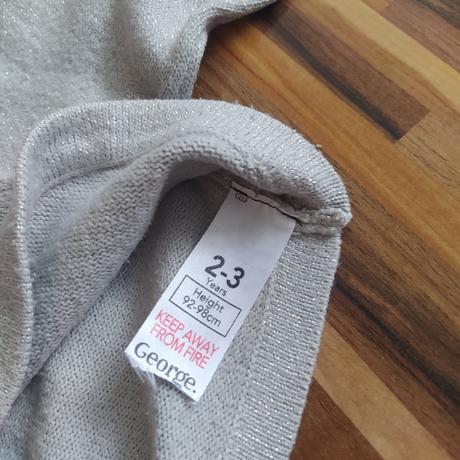 2-3
Years
Height
92-98cm
KEEP AWAY
FROM FIRE
George.